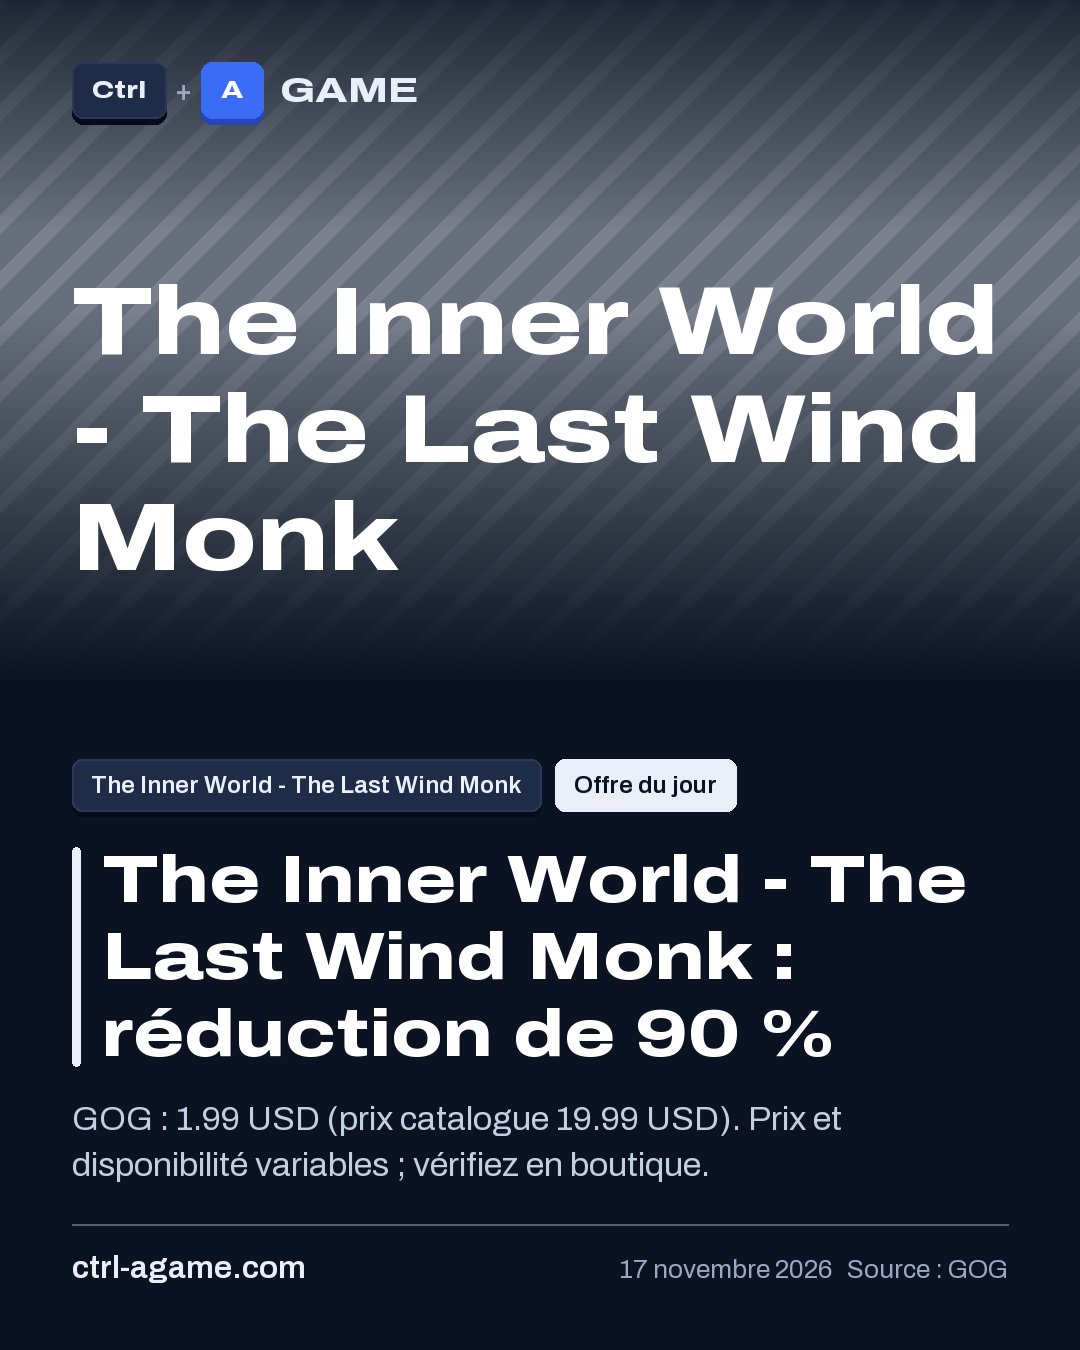 Ctrl + A GAME
The Inner World
- The Last Wind
Monk
The Inner World - The Last Wind Monk Offre du jour
The Inner World - The
Last Wind Monk :
réduction de 90 %
GOG : 1.99 USD (prix catalogue 19.99 USD). Prix et
disponibilité variables ; vérifiez en boutique.
ctrl-agame.com 17 novembre 2026 Source : GOG